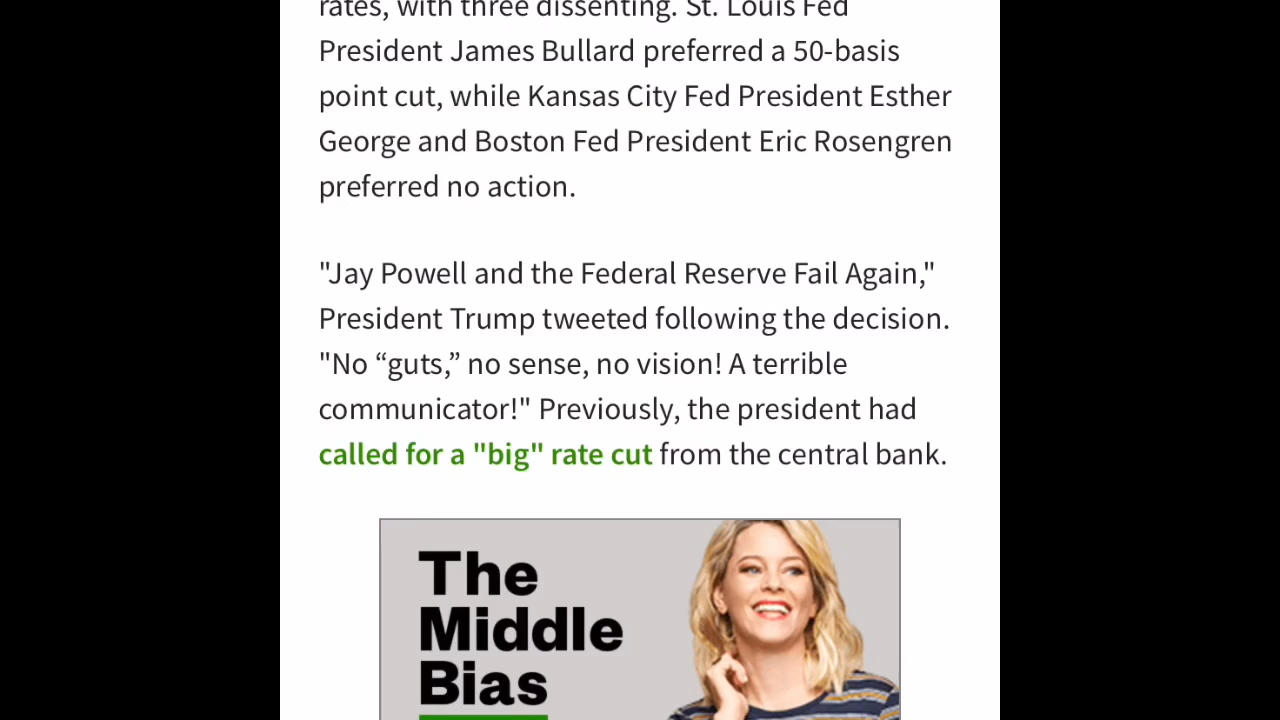 rates, with three dissenting. St. Louis Fed
President James Bullard preferred a 50-basis
point cut, while Kansas City Fed President Esther
George and Boston Fed President Eric Rosengren
preferred no action.
"Jay Powell and the Federal Reserve Fail Again,"
President Trump tweeted following the decision.
"No “guts,” no sense, no vision! A terrible
communicator!" Previously, the president had
called for a "big" rate cut from the central bank.
The
Middle
Bias